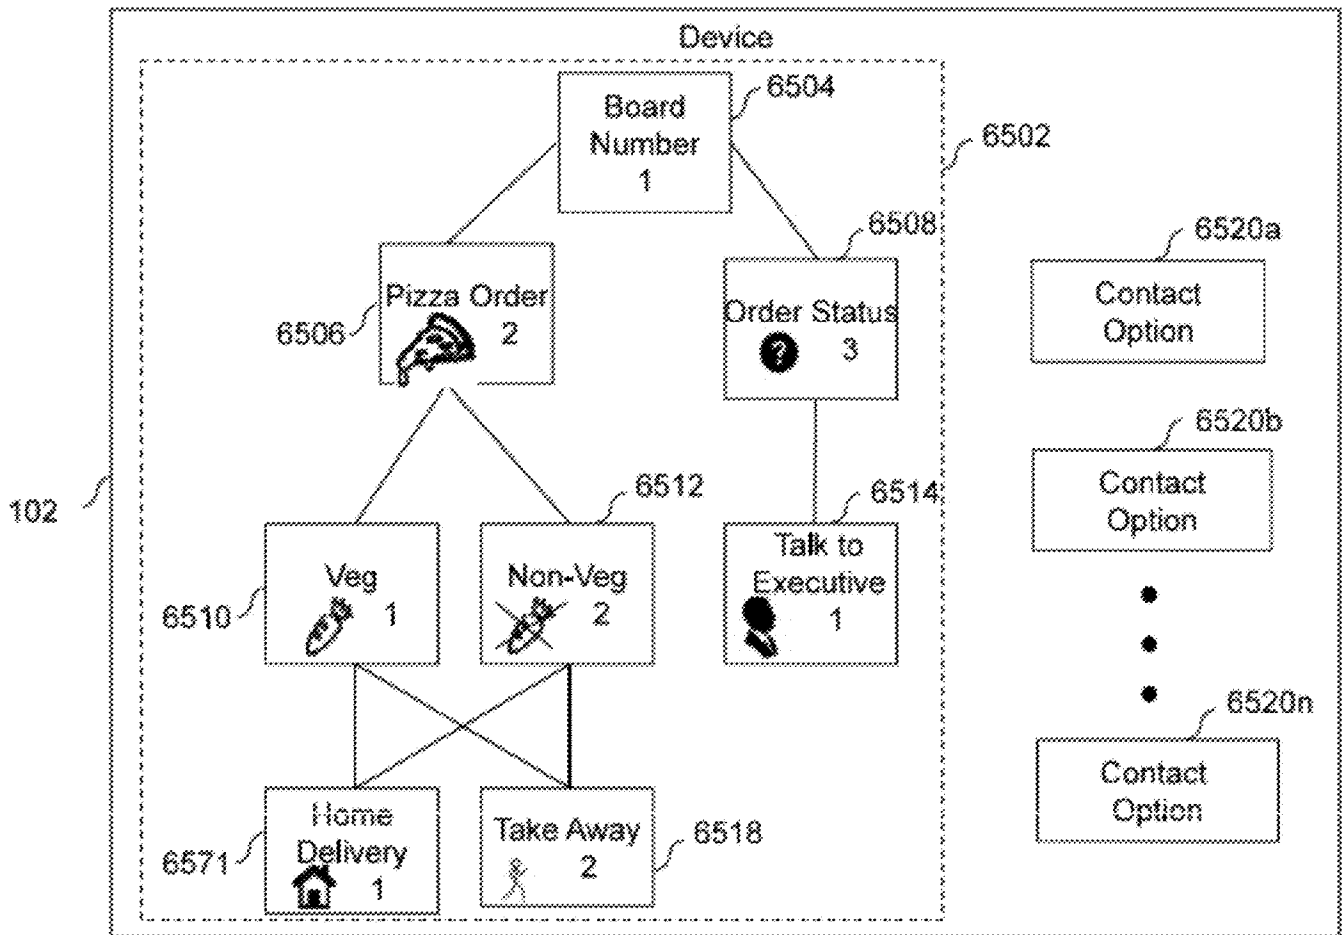 Device
6504
Board
Number
1
6502
6508
6520a
Pizza Order
2
6506
Order Status
? 3
Contact
Option
6520b
Contact
Option
102
6512
6514
Veg
1
6510
Non-Veg
2
Talk to
Executive
1
6520n
Contact
Option
Home
Delivery
1
6571
Take Away
2
6518